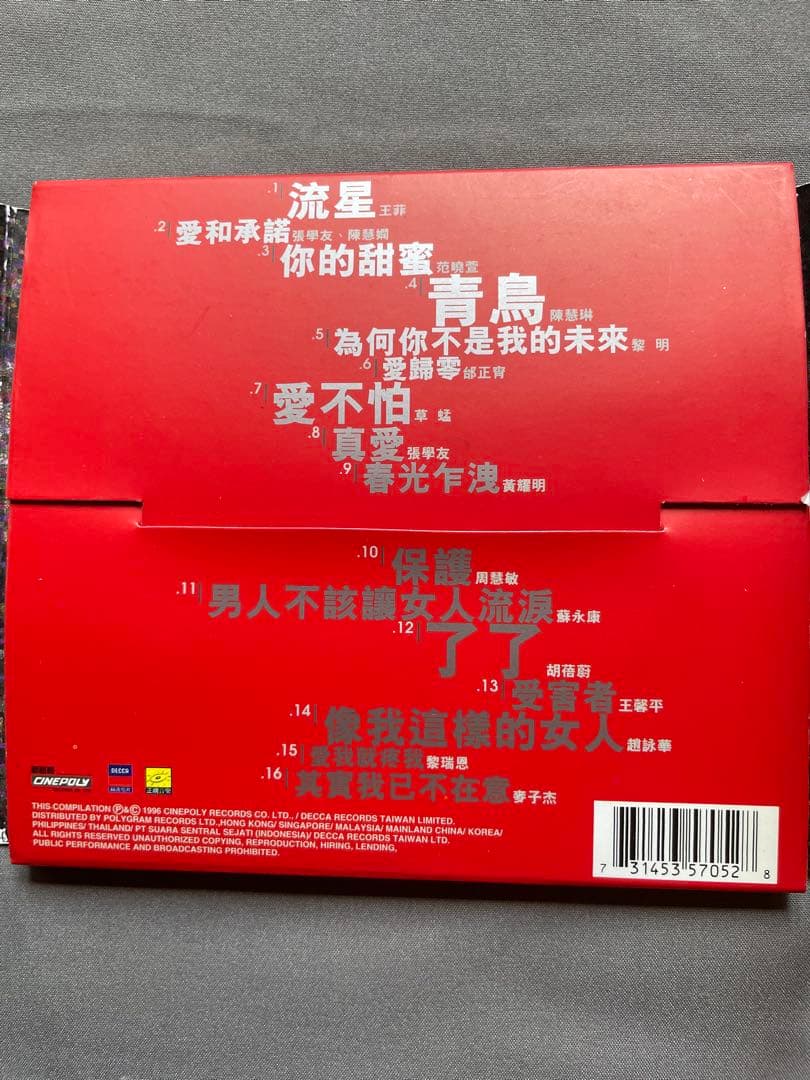 .1 流星 王菲
.2 愛和承諾 張學友、陳慧嫻
.3 你的甜蜜 范曉萱
.4 青鳥 陳慧琳
.5 為何你不是我的未來 黎 明
.6 愛歸零 邰正宵
.7 愛不怕 草 蜢
.8 真愛 張學友
.9 春光乍洩 黃耀明
.10 保護 周慧敏
.11 男人不該讓女人流淚 蘇永康
.12 了了 胡蓓蔚
.13 受害者 王馨平
.14 像我這樣的女人 趙詠華
.15 愛我就疼我 黎瑞恩
.16 其實我已不在意 麥子杰
CINEPOLY
DECCA
正視音樂
THIS COMPILATION Ⓟ&© 1996 CINEPOLY RECORDS CO. LTD., / DECCA RECORDS TAIWAN LIMITED.
DISTRIBUTED BY POLYGRAM RECORDS LTD.,HONG KONG/ SINGAPORE/ MALAYSIA/ MAINLAND CHINA/ KOREA/
PHILIPPINES/ THAILAND/ PT SUARA SENTRAL SEJATI (INDONESIA)/ DECCA RECORDS TAIWAN LTD.
ALL RIGHTS RESERVED UNAUTHORIZED COPYING, REPRODUCTION, HIRING, LENDING,
PUBLIC PERFORMANCE AND BROADCASTING PROHIBITED.
7 31453 57052 8